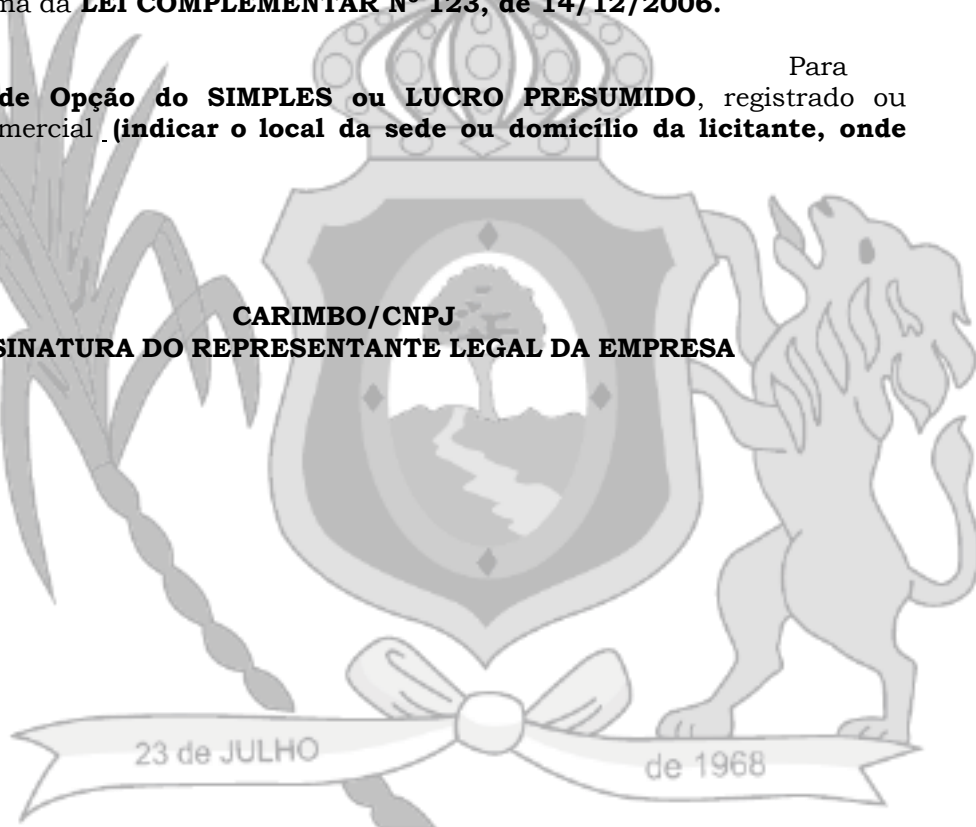 ma da LEI COMPLEMENTAR Nº 123, de 14/12/2006.
Para
de Opção do SIMPLES ou LUCRO PRESUMIDO, registrado ou
mercial (indicar o local da sede ou domicílio da licitante, onde
CARIMBO/CNPJ
SINATURA DO REPRESENTANTE LEGAL DA EMPRESA
23 de JULHO de 1968